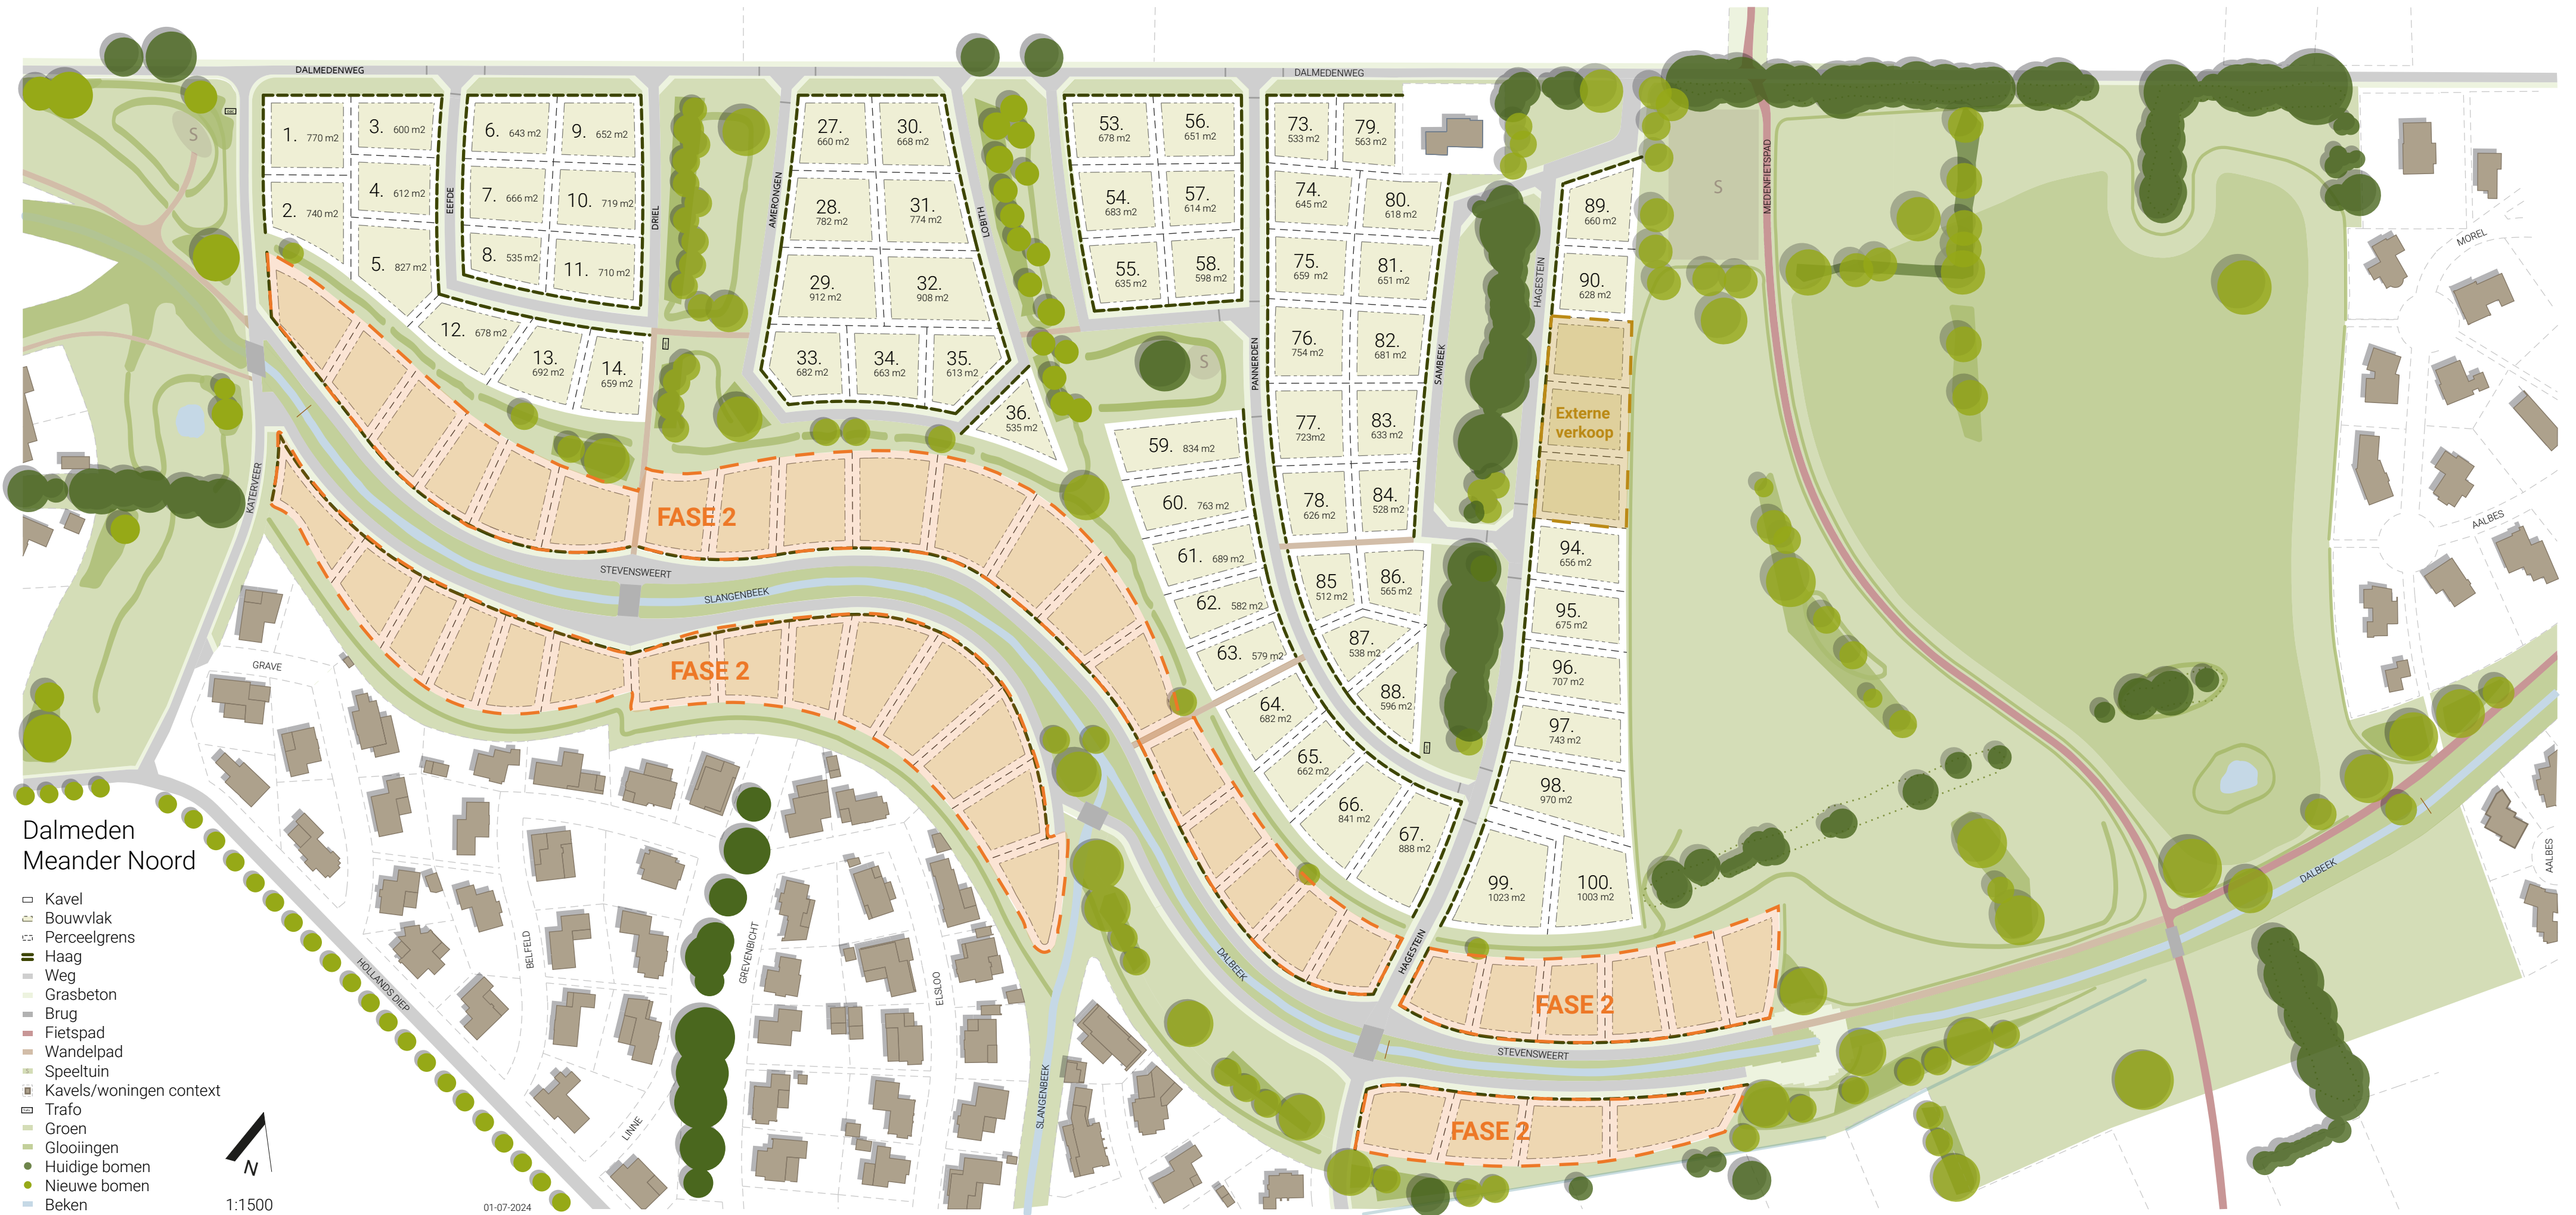 DALMEDENWEG
DALMEDENWEG
MEDENFIETSPAD
S
S
S
1. 770 m2
3. 600 m2
2. 740 m2
4. 612 m2
5. 827 m2
EEFDE
6. 643 m2
9. 652 m2
7. 666 m2
10. 719 m2
8. 535 m2
11. 710 m2
DRIEL
12. 678 m2
13.
692 m2
14.
659 m2
AMERONGEN
27.
660 m2
30.
668 m2
28.
782 m2
31.
774 m2
29.
912 m2
32.
908 m2
33.
682 m2
34.
663 m2
35.
613 m2
36.
535 m2
LOBITH
53.
678 m2
56.
651 m2
54.
683 m2
57.
614 m2
55.
635 m2
58.
598 m2
PANNERDEN
59. 834 m2
60. 763 m2
61. 689 m2
62. 582 m2
63. 579 m2
64.
682 m2
65.
662 m2
66.
841 m2
67.
888 m2
73.
533 m2
79.
563 m2
74.
645 m2
80.
618 m2
75.
659 m2
81.
651 m2
76.
754 m2
82.
681 m2
77.
723m2
83.
633 m2
78.
626 m2
84.
528 m2
85
512 m2
86.
565 m2
87.
538 m2
88.
596 m2
SAMBEEK
HAGESTEIN
89.
660 m2
90.
628 m2
Externe
verkoop
94.
656 m2
95.
675 m2
96.
707 m2
97.
743 m2
98.
970 m2
99.
1023 m2
100.
1003 m2
HAGESTEIN
MOREL
AALBES
AALBES
DALBEEK
KATERVEER
FASE 2
STEVENSWEERT
SLANGENBEEK
FASE 2
FASE 2
STEVENSWEERT
FASE 2
DALBEEK
SLANGENBEEK
GRAVE
HOLLANDS DIEP
BELFELD
LINNE
GREVENBICHT
ELSLOO
Dalmeden
Meander Noord
Kavel
Bouwvlak
Perceelgrens
Haag
Weg
Grasbeton
Brug
Fietspad
Wandelpad
Speeltuin
Kavels/woningen context
Trafo
Groen
Glooiingen
Huidige bomen
Nieuwe bomen
Beken
N
1:1500
01-07-2024